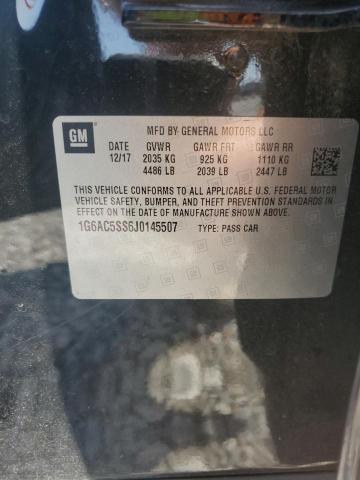 GM
MFD BY GENERAL MOTORS LLC
12/17 GVWR GAWR FRT GAWR RR
2035 KG 925 KG 1110 KG
4486 LB 2039 LB 2447 LB
THIS VEHICLE CONFORMS TO ALL APPLICABLE U.S. FEDERAL MOTOR
VEHICLE SAFETY, BUMPER, AND THEFT PREVENTION STANDARDS
IN EFFECT ON THE DATE OF MANUFACTURE SHOWN ABOVE.
1G6AC5SS6J0145507 TYPE: PASS CAR